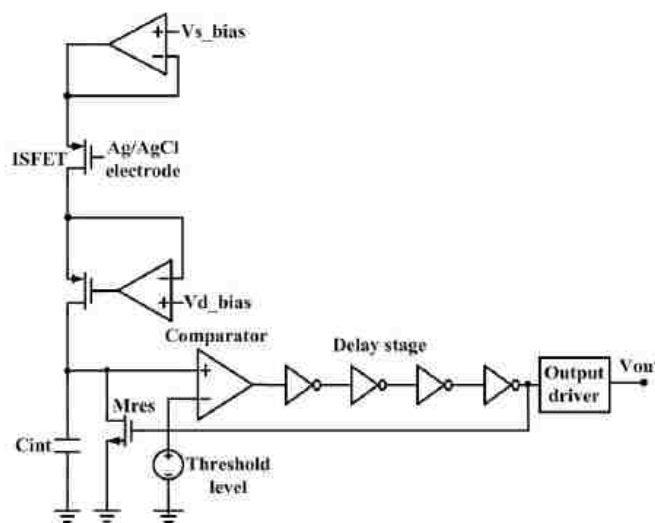 +
Vs_bias
−
ISFET
Ag/AgCl
electrode
−
+
Vd_bias
Comparator
Delay stage
+
−
Output
driver
Vout
Mres
Cint
+
−
Threshold
level